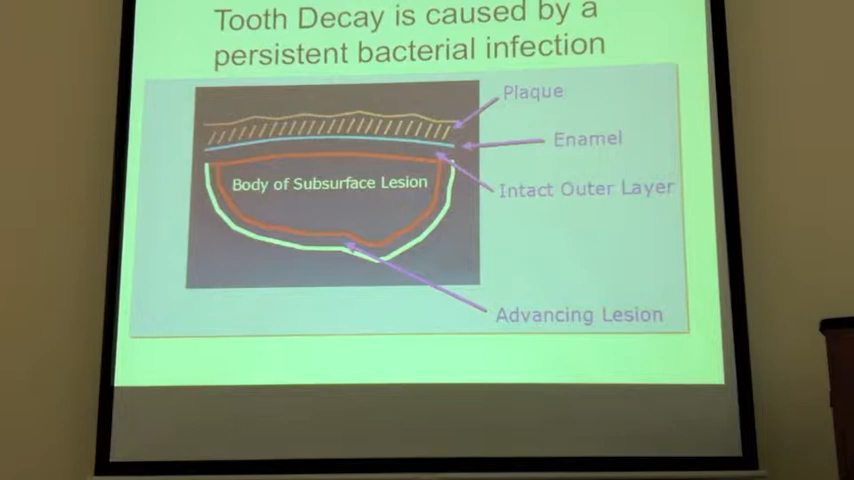 Tooth Decay is caused by a
persistent bacterial infection
Plaque
Enamel
Body of Subsurface Lesion
Intact Outer Layer
Advancing Lesion